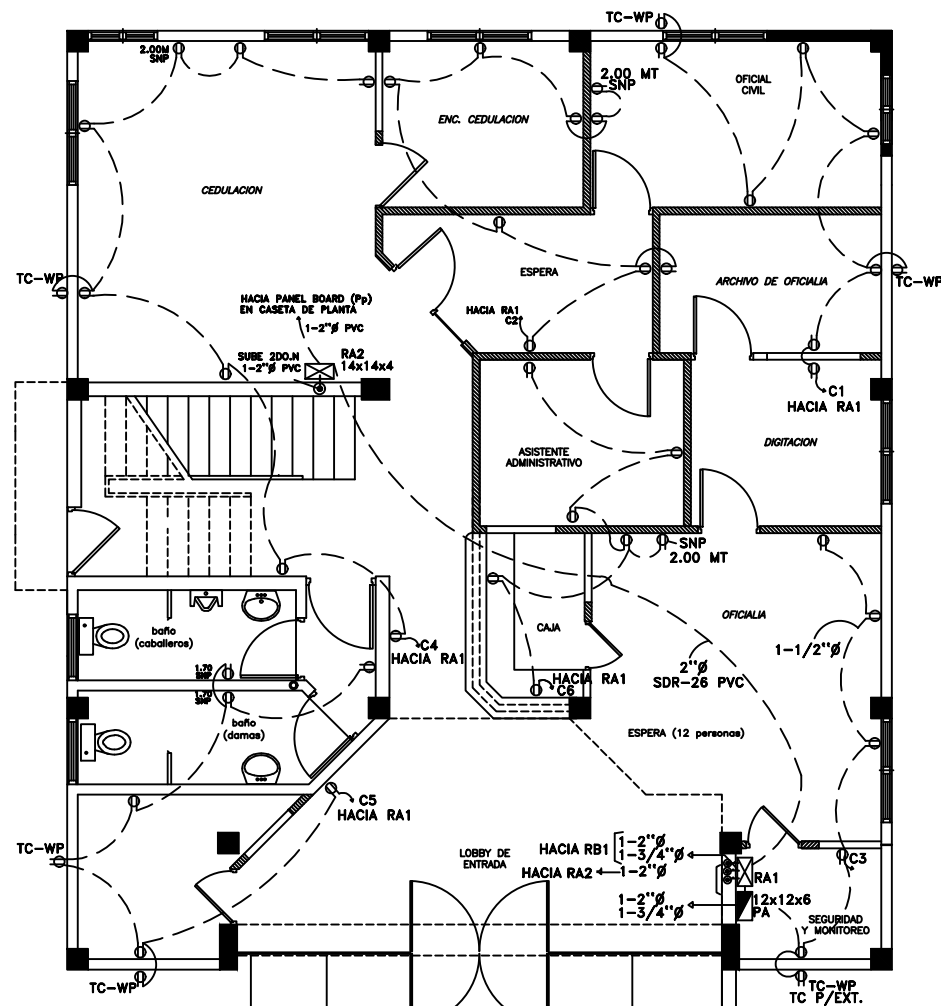 TC-WP
2.00M
SNP
2.00 MT
SNP
OFICIAL
CIVIL
ENC. CEDULACION
CEDULACION
TC-WP
ESPERA
ARCHIVO DE OFICIALIA
TC-WP
HACIA PANEL BOARD (Pp)
EN CASETA DE PLANTA
1-2"Ø PVC
HACIA RA1
C2
SUBE 2DO.N
1-2"Ø PVC
RA2
14x14x4
C1
HACIA RA1
ASISTENTE
ADMINISTRATIVO
DIGITACION
SNP
2.00 MT
OFICIALIA
baño
(caballeros)
CAJA
C4
HACIA RA1
1-1/2"Ø
1.70
SNP
1.70
SNP
HACIA RA1
C6
2"Ø
SDR-26 PVC
baño
(damas)
ESPERA (12 personas)
C5
HACIA RA1
TC-WP
LOBBY DE
ENTRADA
HACIA RB1
1-2"Ø
1-3/4"Ø
HACIA RA2
1-2"Ø
C3
RA1
1-2"Ø
1-3/4"Ø
12x12x6
PA
SEGURIDAD
Y MONITOREO
TC-WP
TC-WP
TC P/EXT.